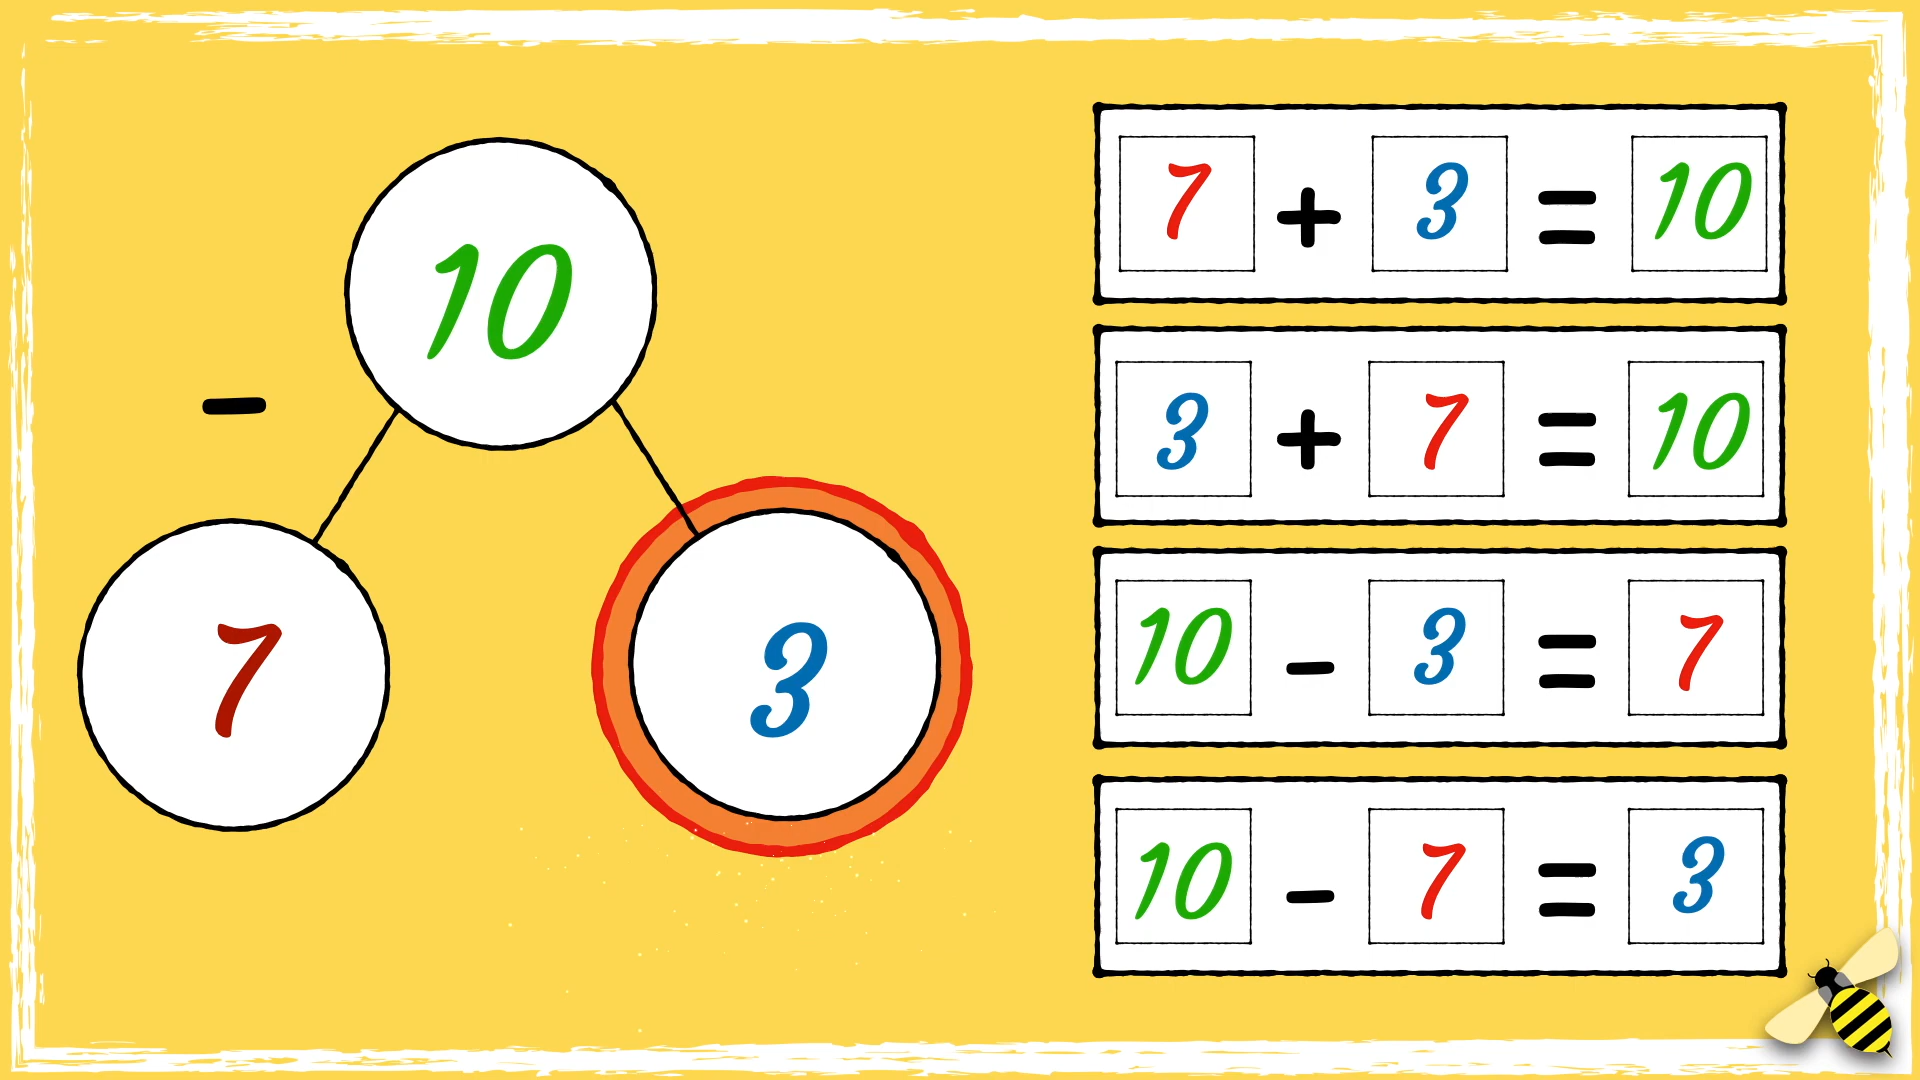 10
-
7
3
7 + 3 = 10
3 + 7 = 10
10 - 3 = 7
10 - 7 = 3